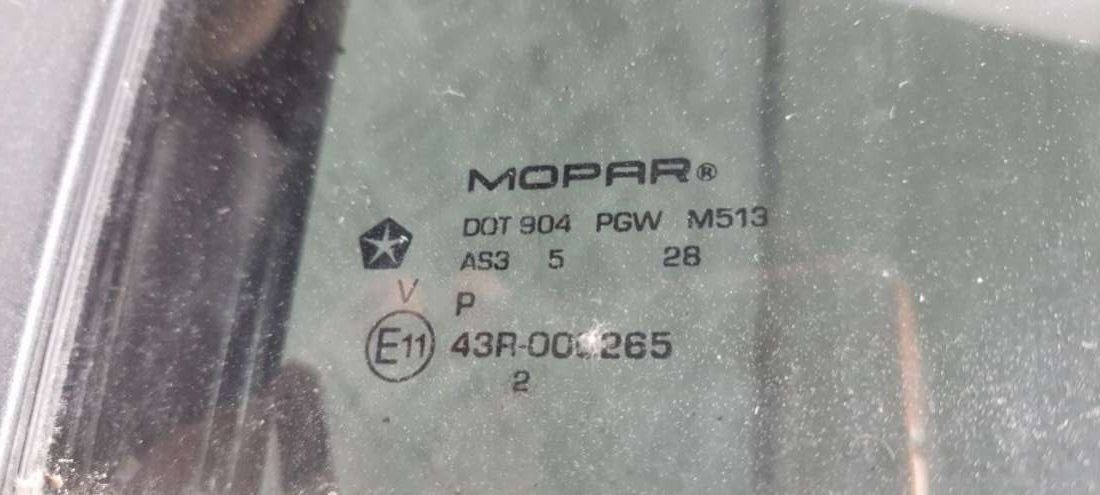 MOPAR®
DOT 904 PGW M513
AS3 5 28
V P
E11
2